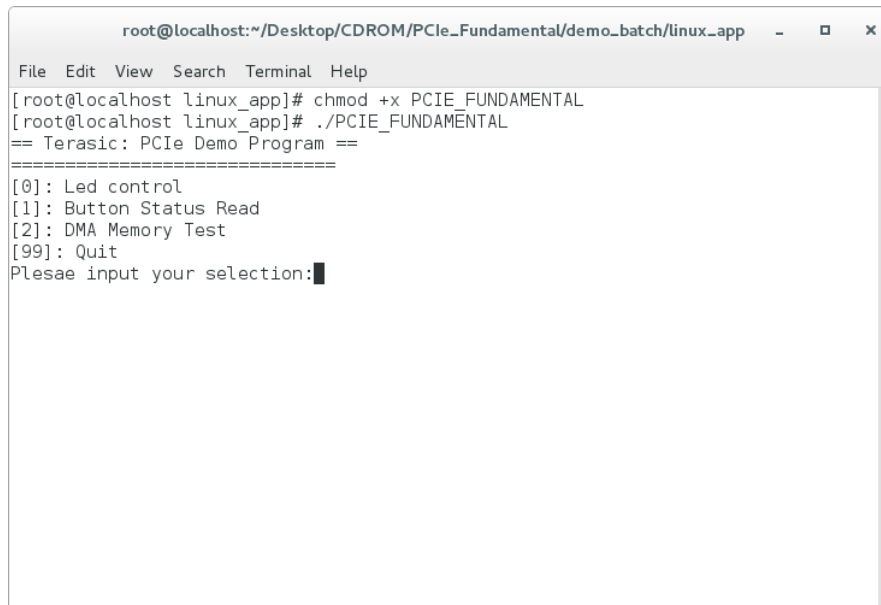 root@localhost:~/Desktop/CDROM/PCIe_Fundamental/demo_batch/linux_app
File Edit View Search Terminal Help
[root@localhost linux_app]# chmod +x PCIE_FUNDAMENTAL
[root@localhost linux_app]# ./PCIE_FUNDAMENTAL
== Terasic: PCIe Demo Program ==
==============================
[0]: Led control
[1]: Button Status Read
[2]: DMA Memory Test
[99]: Quit
Plesae input your selection: